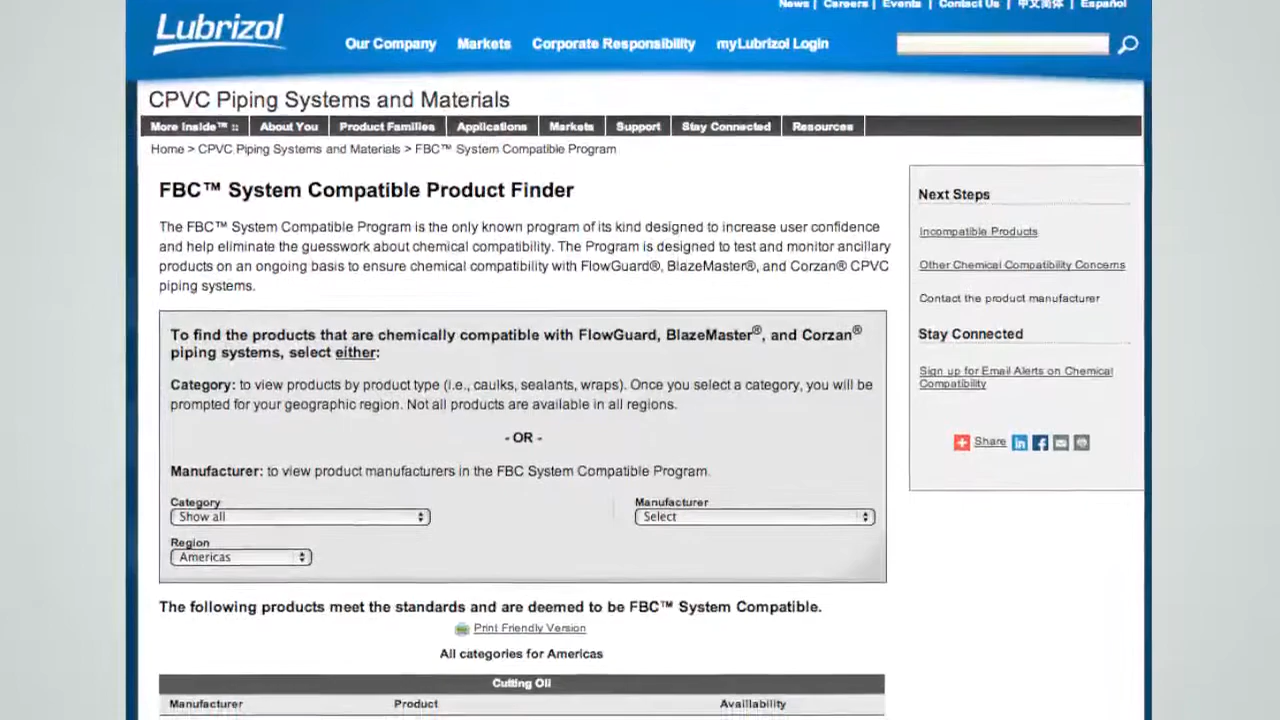 News | Careers | Events | Contact Us | 中文简体 | Español
Lubrizol
Our Company Markets Corporate Responsibility myLubrizol Login
CPVC Piping Systems and Materials
More Inside™ :: About You Product Families Applications Markets Support Stay Connected Resources
Home > CPVC Piping Systems and Materials > FBC™ System Compatible Program
FBC™ System Compatible Product Finder
The FBC™ System Compatible Program is the only known program of its kind designed to increase user confidence
and help eliminate the guesswork about chemical compatibility. The Program is designed to test and monitor ancillary
products on an ongoing basis to ensure chemical compatibility with FlowGuard®, BlazeMaster®, and Corzan® CPVC
piping systems.
To find the products that are chemically compatible with FlowGuard, BlazeMaster®, and Corzan®
piping systems, select either:
Category: to view products by product type (i.e., caulks, sealants, wraps). Once you select a category, you will be
prompted for your geographic region. Not all products are available in all regions.
- OR -
Manufacturer: to view product manufacturers in the FBC System Compatible Program.
Category
Show all
Manufacturer
Select
Region
Americas
The following products meet the standards and are deemed to be FBC™ System Compatible.
Print Friendly Version
All categories for Americas
Cutting Oil
Manufacturer Product Availability
Next Steps
Incompatible Products
Other Chemical Compatibility Concerns
Contact the product manufacturer
Stay Connected
Sign up for Email Alerts on Chemical
Compatibility
Share